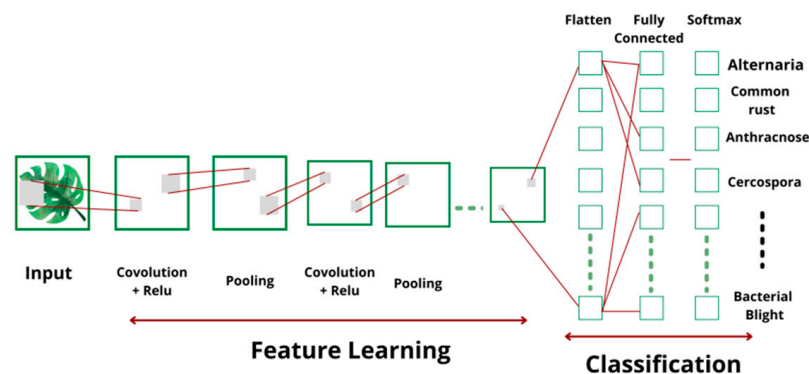 Flatten
Fully
Connected
Softmax
Alternaria
Common
rust
Anthracnose
Cercospora
Bacterial
Blight
Input
Covolution
+ Relu
Pooling
Covolution
+ Relu
Pooling
Feature Learning
Classification